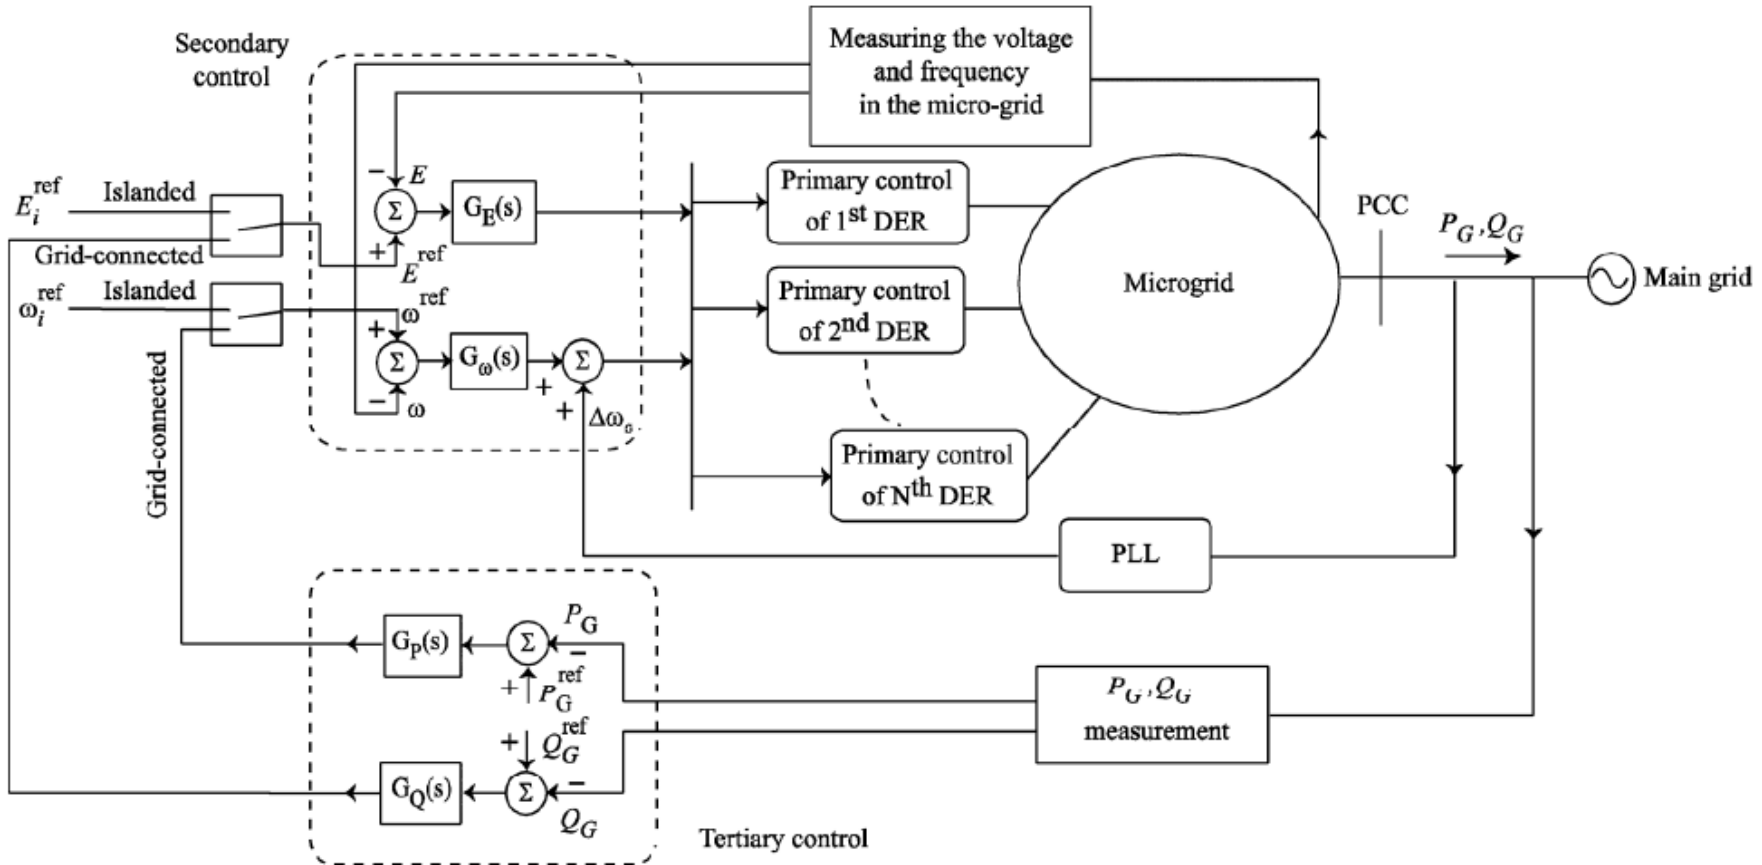 Secondary
control
Measuring the voltage
and frequency
in the micro-grid
E_i^ref
Islanded
Grid-connected
− E
Σ
+ E^ref
G_E(s)
ω_i^ref
Islanded
ω^ref
+
Σ
− ω
G_ω(s)
+
Σ
+
Δω_s
Grid-connected
Primary control
of 1st DER
Primary control
of 2nd DER
Primary control
of Nth DER
Microgrid
PCC
P_G, Q_G
Main grid
PLL
G_P(s)
Σ
P_G
−
+ P_G^ref
+ Q_G^ref
G_Q(s)
Σ
−
Q_G
P_G, Q_G
measurement
Tertiary control